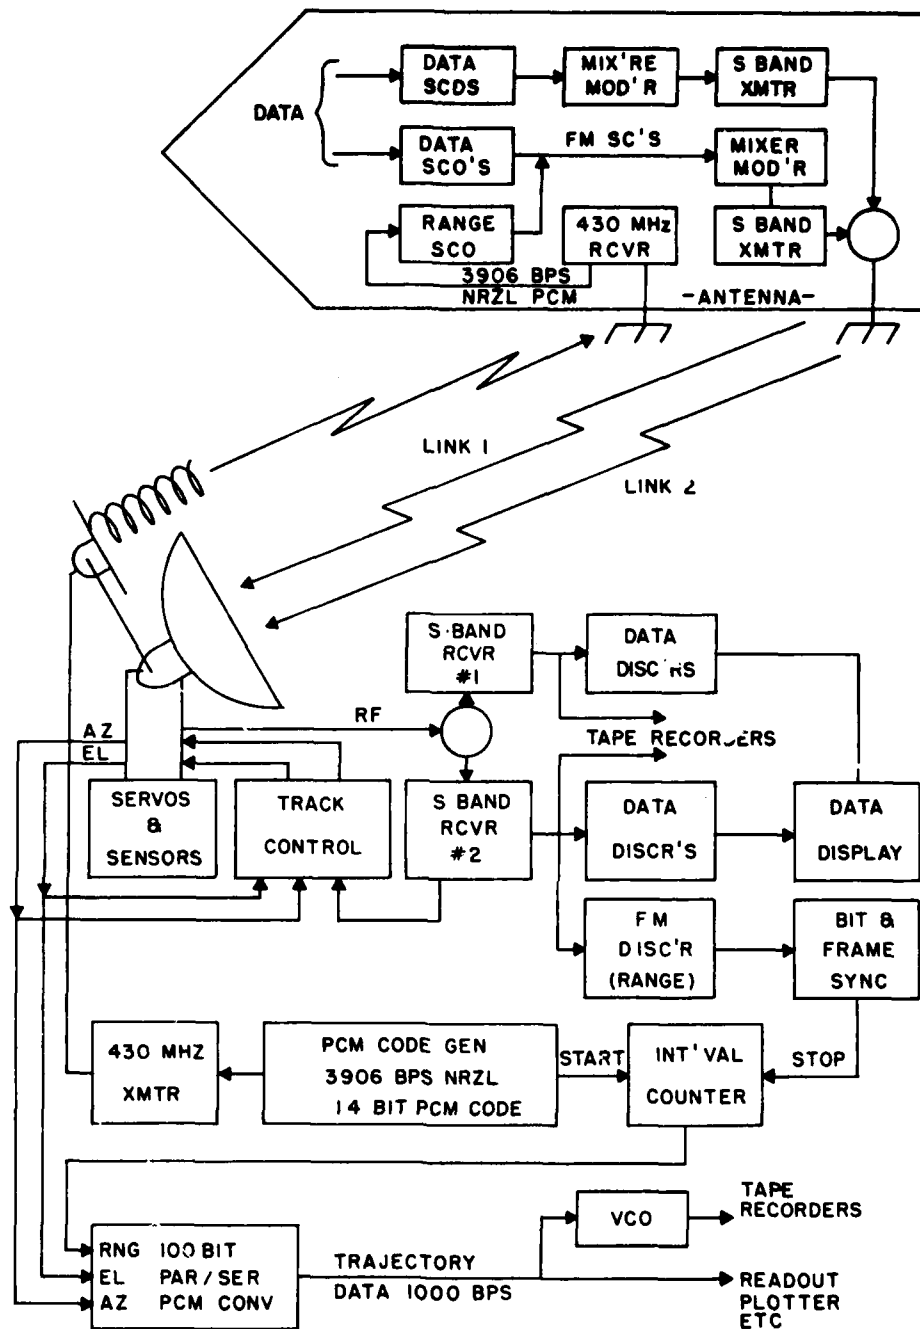 DATA
DATA
SCDS
MIX'RE
MOD'R
S BAND
XMTR
DATA
SCO'S
FM SC'S
MIXER
MOD'R
RANGE
SCO
430 MHz
RCVR
S BAND
XMTR
3906 BPS
NRZL PCM
-ANTENNA-
LINK 1
LINK 2
S-BAND
RCVR
#1
DATA
DISC'RS
RF
AZ
EL
TAPE RECORDERS
SERVOS
&
SENSORS
TRACK
CONTROL
S BAND
RCVR
#2
DATA
DISCR'S
DATA
DISPLAY
FM
DISC'R
(RANGE)
BIT &
FRAME
SYNC
430 MHZ
XMTR
PCM CODE GEN
3906 BPS NRZL
14 BIT PCM CODE
START
INT'VAL
COUNTER
STOP
VCO
TAPE
RECORDERS
RNG 100 BIT
EL PAR/SER
AZ PCM CONV
TRAJECTORY
DATA 1000 BPS
READOUT
PLOTTER
ETC